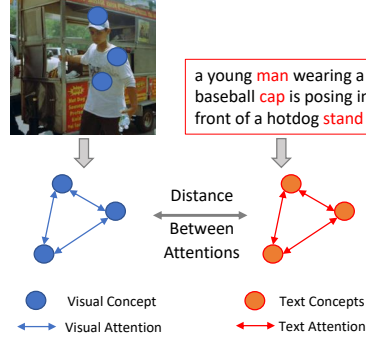 a young man wearing a
baseball cap is posing in
front of a hotdog stand
Distance
Between
Attentions
Visual Concept
Text Concepts
Visual Attention
Text Attention